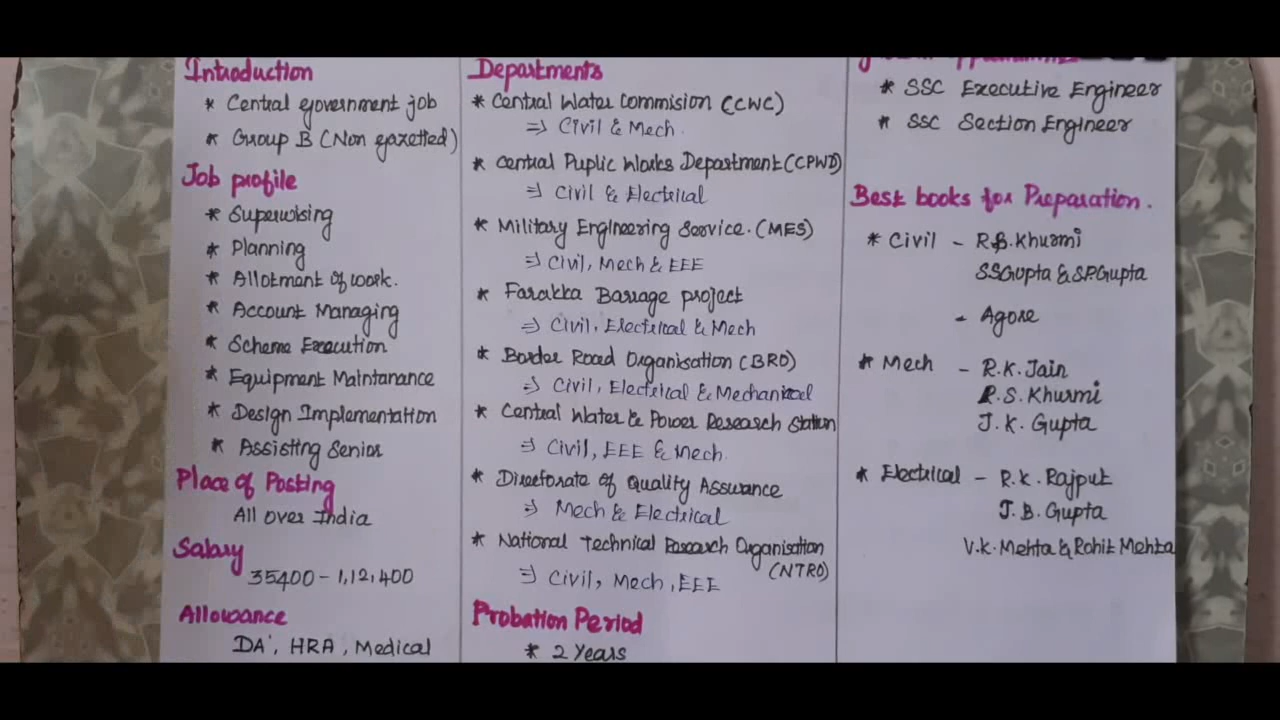 Introduction
* Central government job
* Group B (Non gazetted)
Job profile
* Supervising
* Planning
* Allotment of work.
* Account Managing
* Scheme Execution
* Equipment Maintanance
* Design Implementation
* Assisting Senior
Place of Posting
All Over India
Salary
35400 - 1,12,400
Allowance
DA, HRA, Medical
Departments
* Central Water Commision (CWC)
⇒ Civil & Mech.
* Central Puplic Works Department (CPWD)
⇒ Civil & Electrical
* Military Engineering Service. (MES)
⇒ Civil, Mech & EEE
* Farakka Barrage project
⇒ Civil, Electrical & Mech
* Border Road Organisation (BRO)
⇒ Civil, Electrical & Mechanical
* Central Water & Power Research Station
⇒ Civil, EEE & Mech.
* Directorate of Quality Assurance
⇒ Mech & Electrical
* National Technical Research Organisation
(NTRO)
⇒ Civil, Mech, EEE
Probation Period
* 2 Years
* SSC Executive Engineer
* SSC Section Engineer
Best books for Preparation.
* Civil - R.S. Khurmi
SS Gupta & S.P. Gupta
- Agore
* Mech - R.K. Jain
R.S. Khurmi
J.K. Gupta
* Electrical - R.K. Rajput
J.B. Gupta
V.K. Mehta & Rohit Mehta